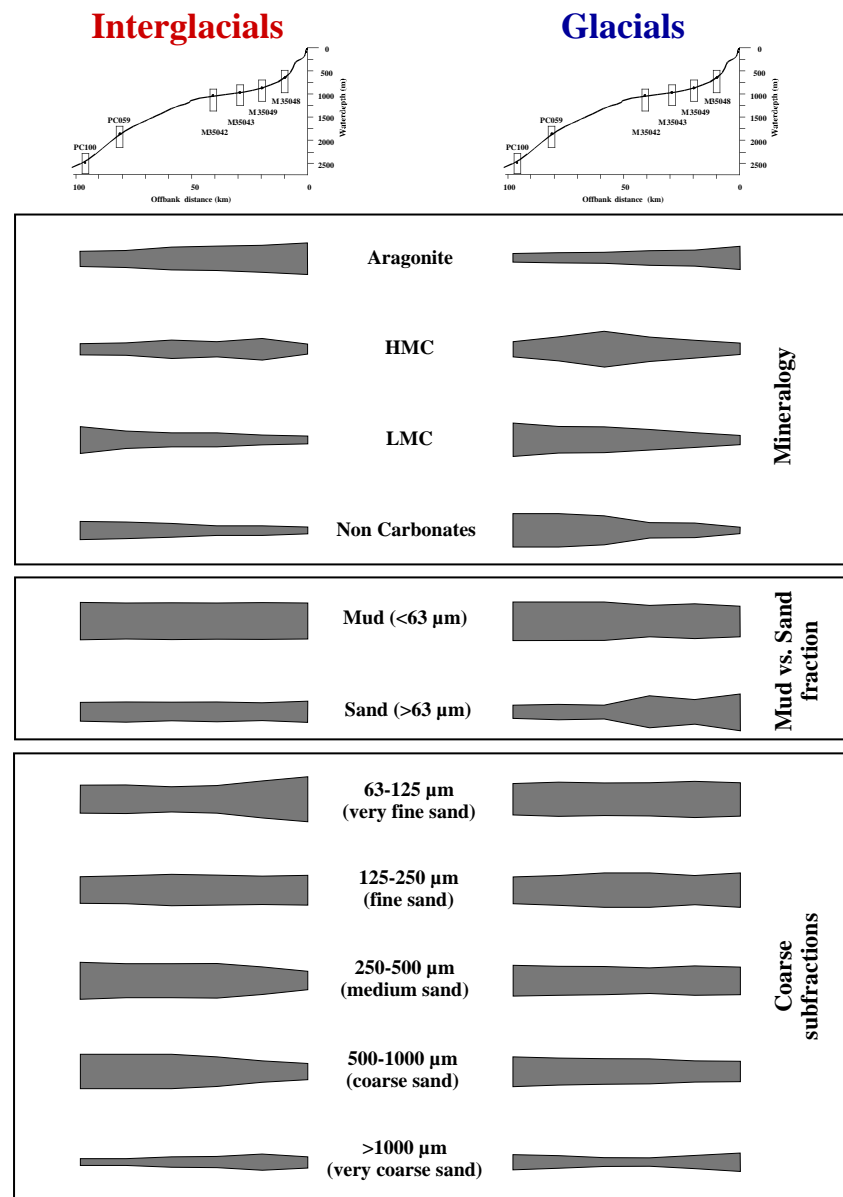 Interglacials
Glacials
0
500
1000
1500
2000
2500
Waterdepth (m)
PC100
PC059
M35042
M35043
M 35049
M35048
100
50
0
Offbank distance (km)
0
500
1000
1500
2000
2500
Waterdepth (m)
PC100
PC059
M35042
M35043
M 35049
M35048
100
50
0
Offbank distance (km)
Aragonite
HMC
LMC
Non Carbonates
Mineralogy
Mud (<63 µm)
Sand (>63 µm)
Mud vs. Sand
fraction
63-125 µm
(very fine sand)
125-250 µm
(fine sand)
250-500 µm
(medium sand)
500-1000 µm
(coarse sand)
>1000 µm
(very coarse sand)
Coarse
subfractions